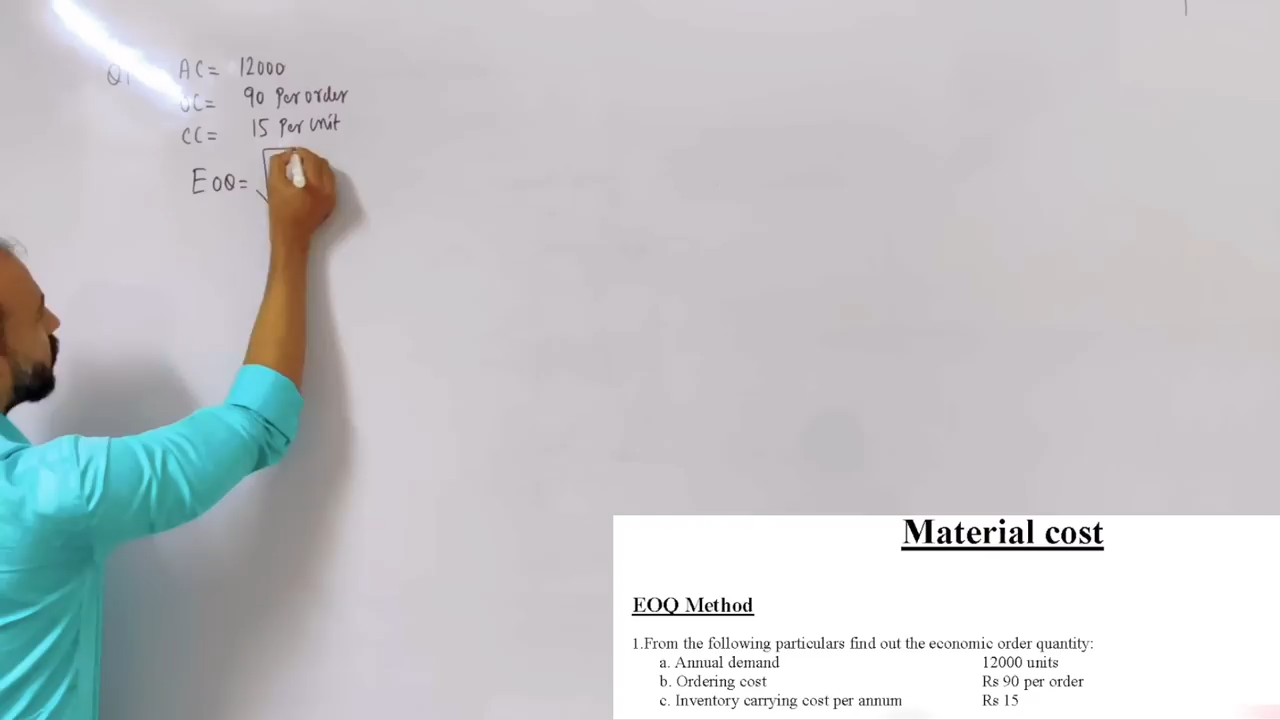 Q1 AC= 12000
OC= 90 Per order
CC= 15 Per unit
EOQ=
Material cost
EOQ Method
1.From the following particulars find out the economic order quantity:
a. Annual demand 12000 units
b. Ordering cost Rs 90 per order
c. Inventory carrying cost per annum Rs 15